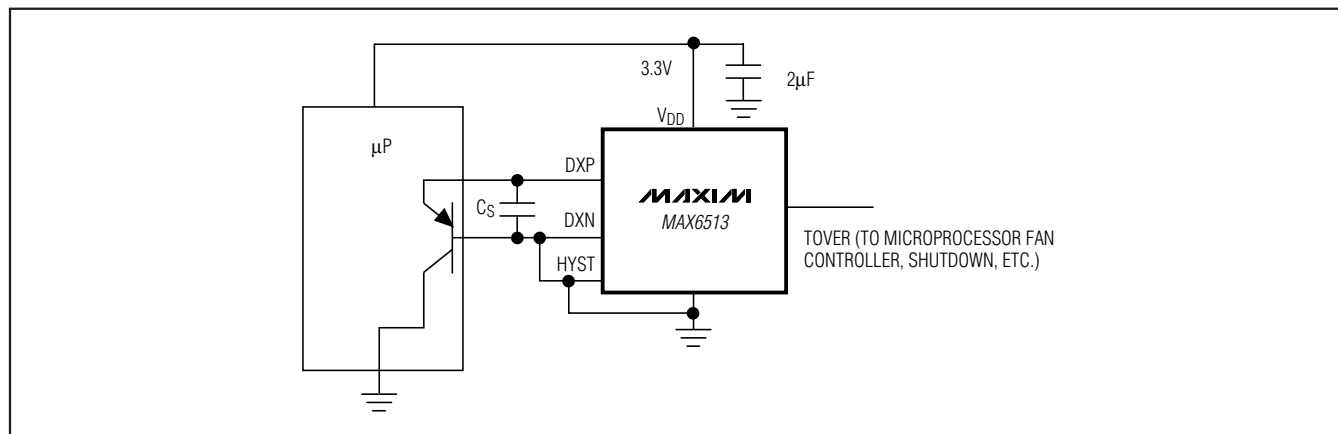 3.3V
2µF
VDD
µP
DXP
CS
DXN
HYST
MAXIM
MAX6513
TOVER (TO MICROPROCESSOR FAN
CONTROLLER, SHUTDOWN, ETC.)